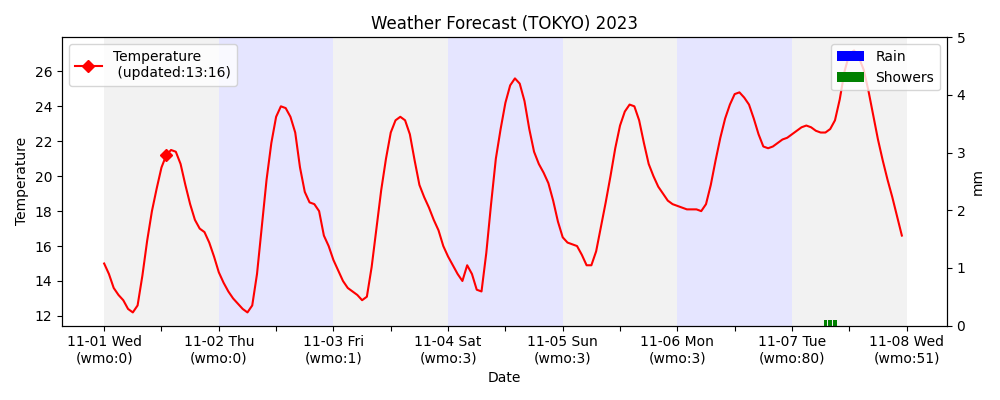 Weather Forecast (TOKYO) 2023
Temperature
(updated:13:16)
Rain
Showers
Temperature
26
24
22
20
18
16
14
12
5
4
3
2
1
0
mm
11-01 Wed
(wmo:0)
11-02 Thu
(wmo:0)
11-03 Fri
(wmo:1)
11-04 Sat
(wmo:3)
11-05 Sun
(wmo:3)
11-06 Mon
(wmo:3)
11-07 Tue
(wmo:80)
11-08 Wed
(wmo:51)
Date